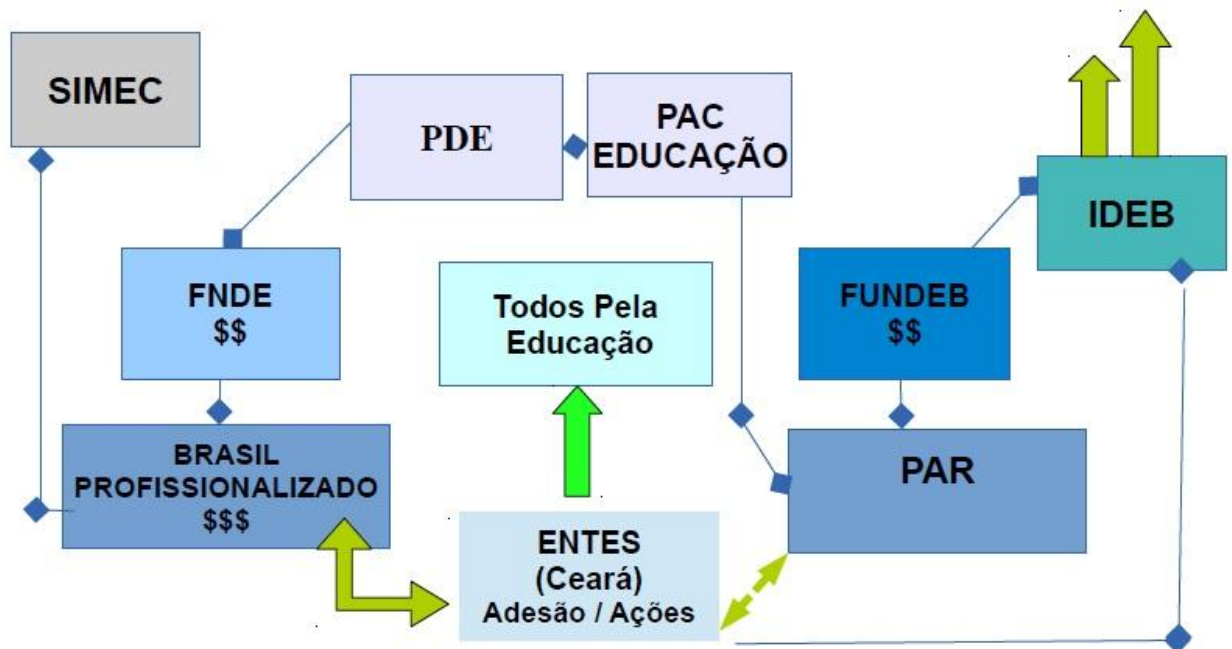 SIMEC
PDE
PAC
EDUCAÇÃO
IDEB
FNDE
$$
Todos Pela
Educação
FUNDEB
$$
BRASIL
PROFISSIONALIZADO
$$$
PAR
ENTES
(Ceará)
Adesão / Ações